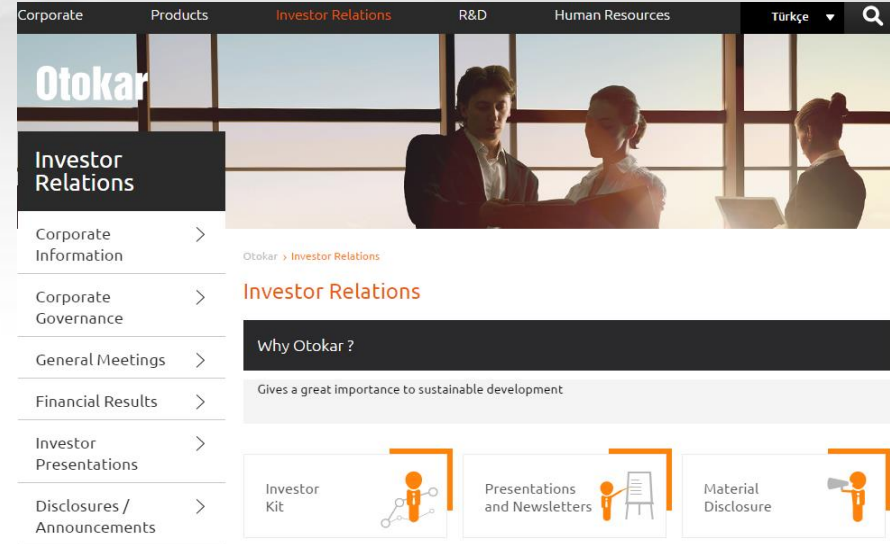 Corporate Products Investor Relations R&D Human Resources Türkçe
Otokar
Investor
Relations
Corporate
Information
Corporate
Governance
General Meetings
Financial Results
Investor
Presentations
Disclosures /
Announcements
Otokar > Investor Relations
Investor Relations
Why Otokar ?
Gives a great importance to sustainable development
Investor
Kit
Presentations
and Newsletters
Material
Disclosure